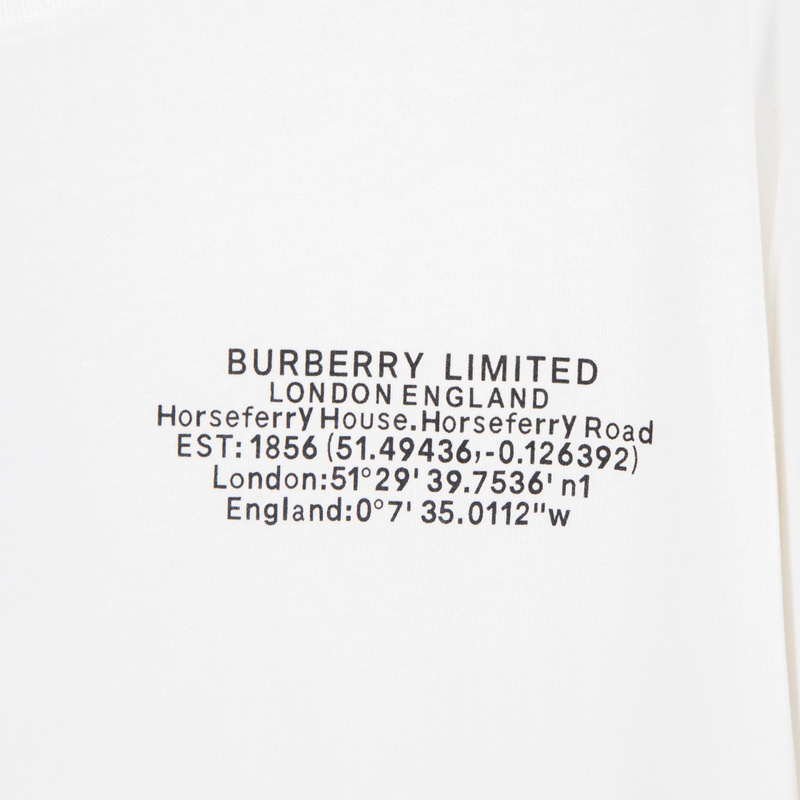 BURBERRY LIMITED
LONDON ENGLAND
Horseferry House.Horseferry Road
EST: 1856 (51.49436,-0.126392)
London:51°29' 39.7536' n1
England:0°7' 35.0112"w